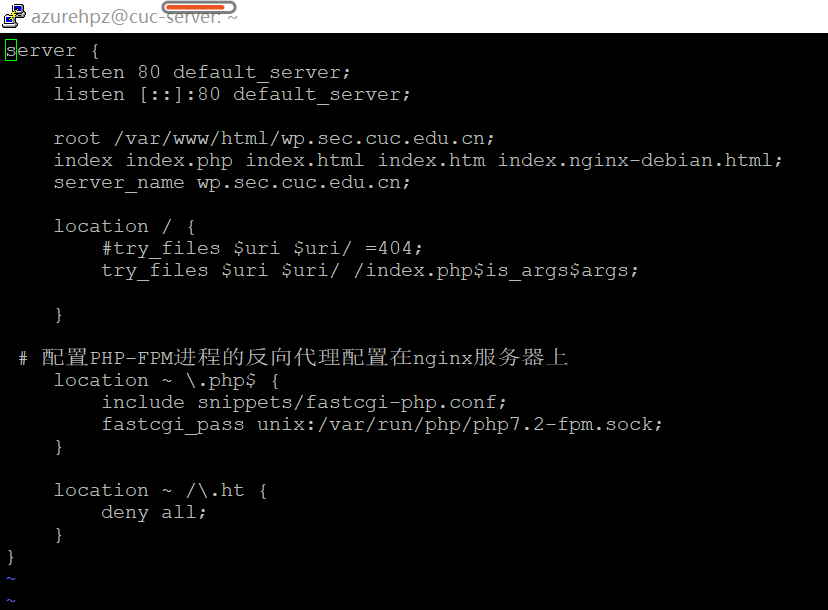 azurehpz@cuc-server: ~
server {
    listen 80 default_server;
    listen [::]:80 default_server;

    root /var/www/html/wp.sec.cuc.edu.cn;
    index index.php index.html index.htm index.nginx-debian.html;
    server_name wp.sec.cuc.edu.cn;

    location / {
        #try_files $uri $uri/ =404;
        try_files $uri $uri/ /index.php$is_args$args;

    }

 # 配置PHP-FPM进程的反向代理配置在nginx服务器上
    location ~ \.php$ {
        include snippets/fastcgi-php.conf;
        fastcgi_pass unix:/var/run/php/php7.2-fpm.sock;
    }

    location ~ /\.ht {
        deny all;
    }
}
~
~